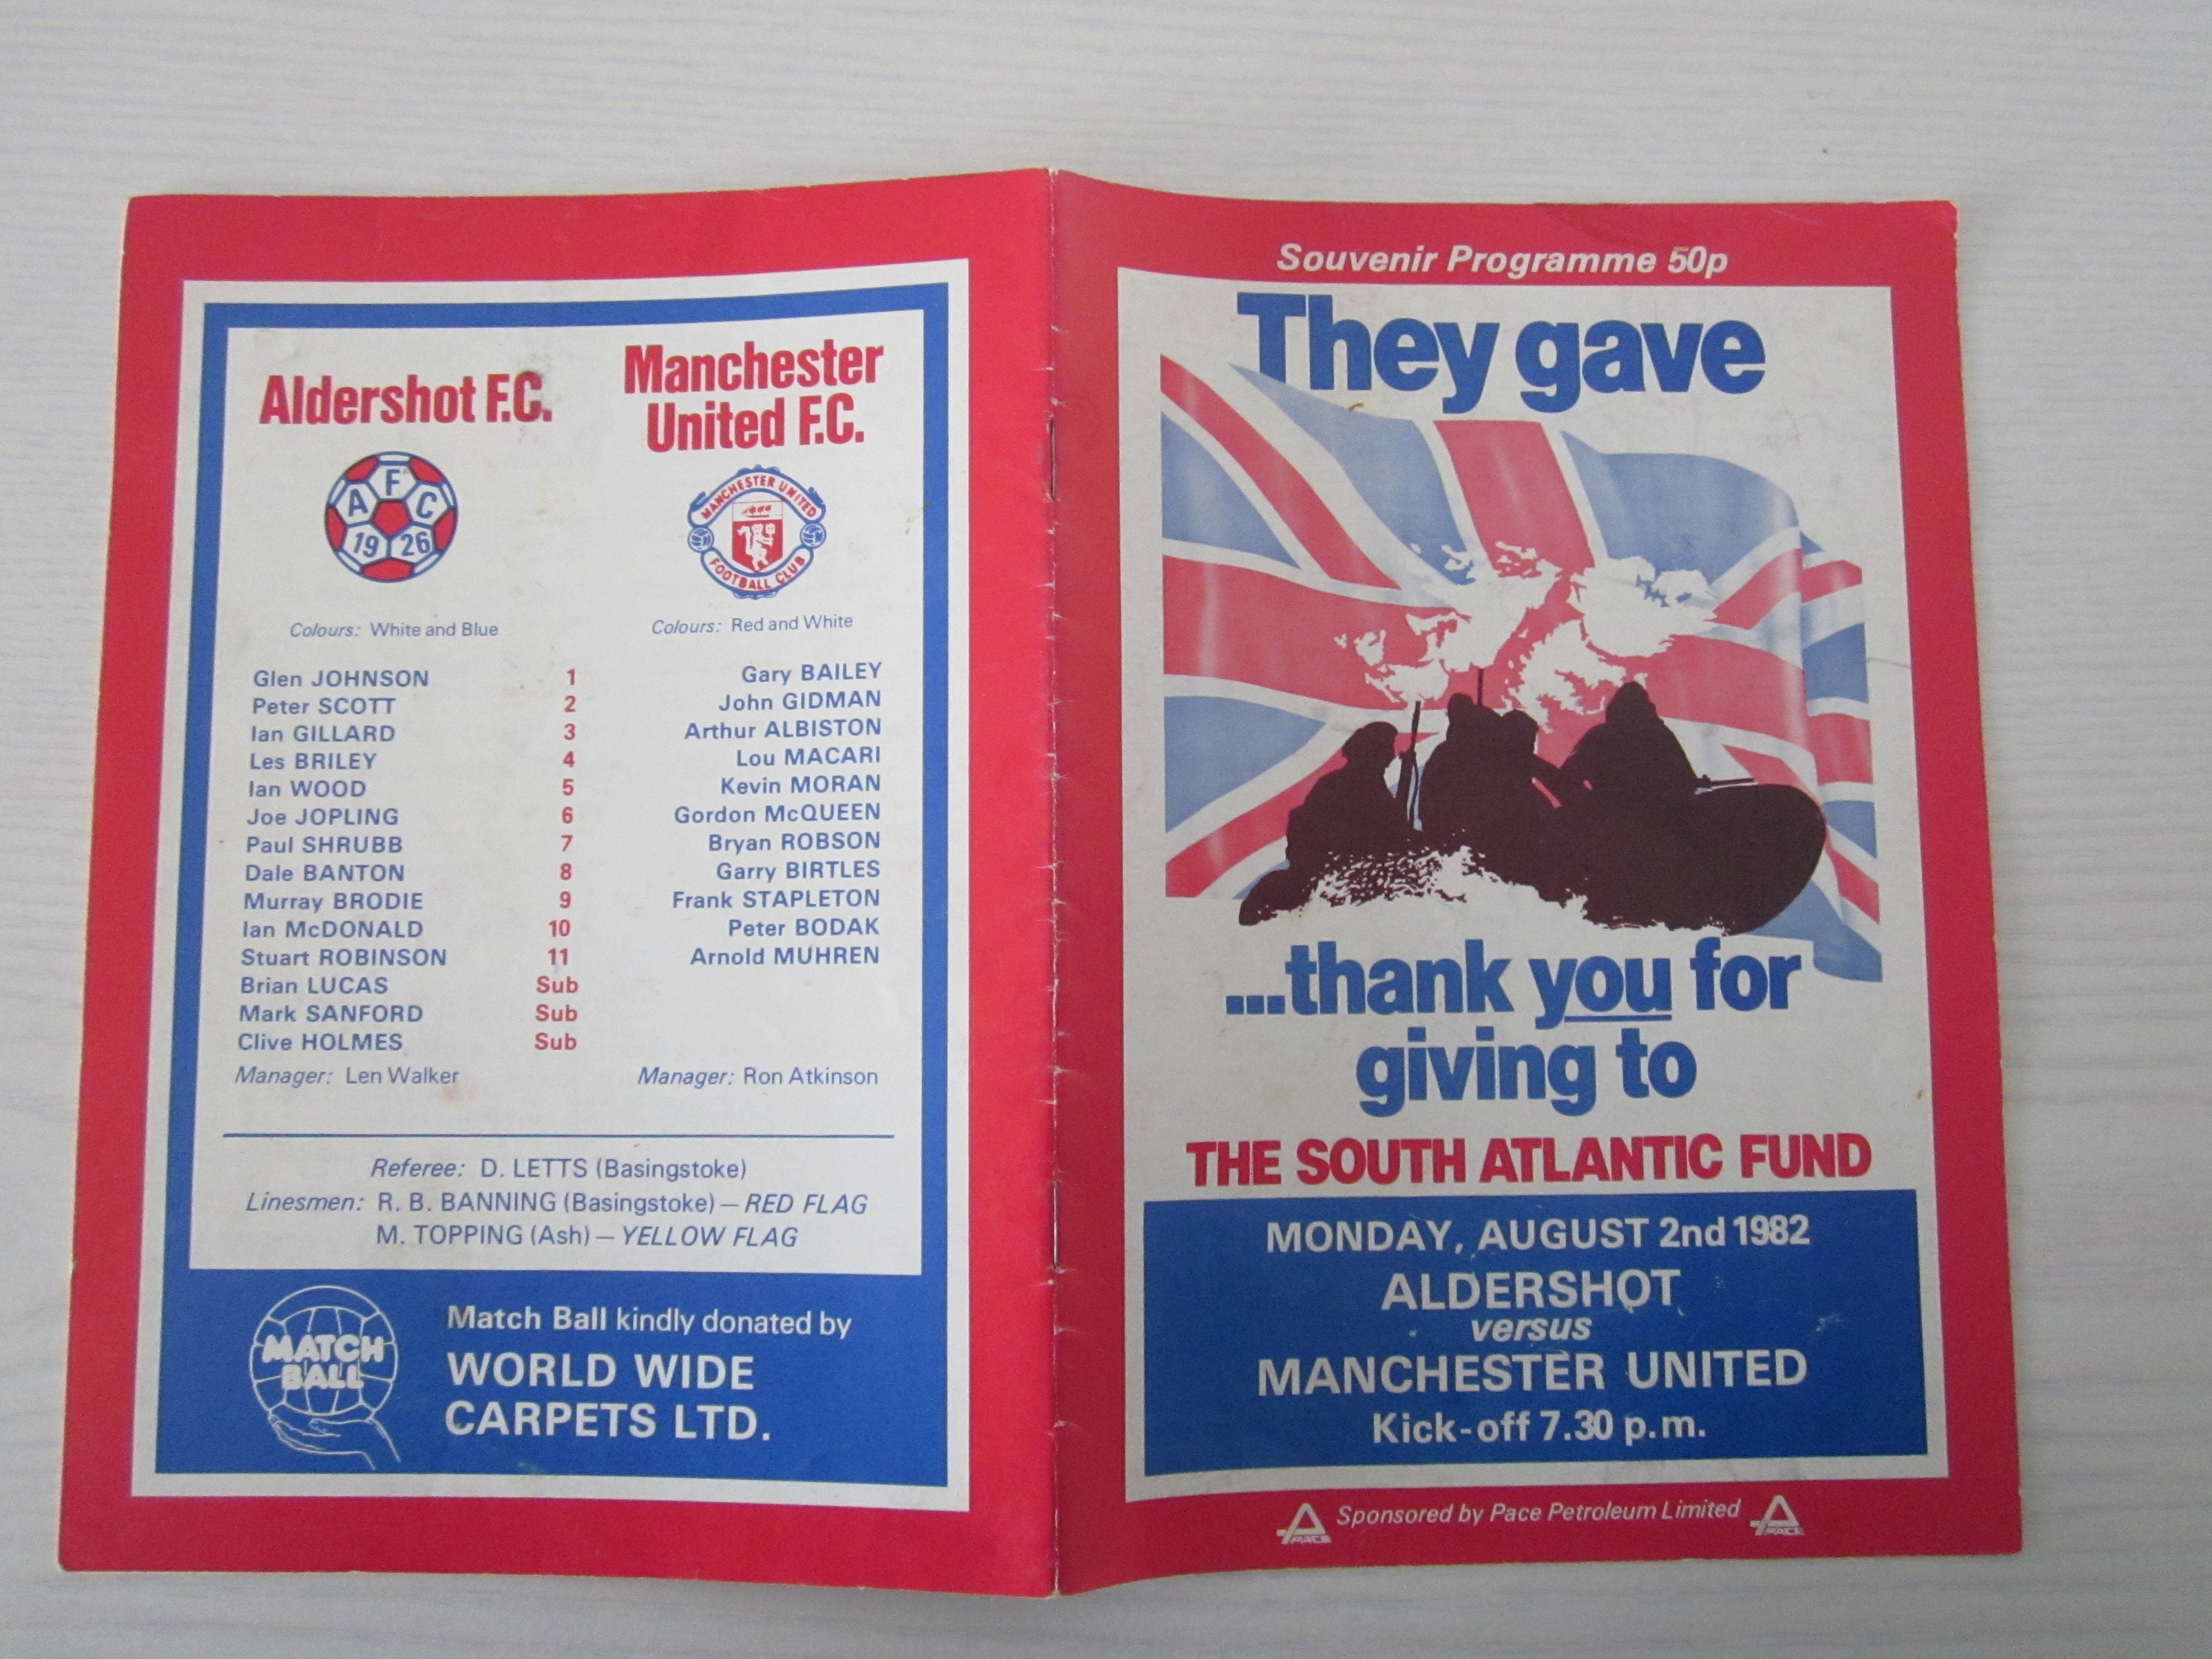 Aldershot F.C.
Manchester
United F.C.
A F C
19 26
MANCHESTER UNITED
FOOTBALL CLUB
Colours: White and Blue
Colours: Red and White
Glen JOHNSON 1 Gary BAILEY
Peter SCOTT 2 John GIDMAN
Ian GILLARD 3 Arthur ALBISTON
Les BRILEY 4 Lou MACARI
Ian WOOD 5 Kevin MORAN
Joe JOPLING 6 Gordon McQUEEN
Paul SHRUBB 7 Bryan ROBSON
Dale BANTON 8 Garry BIRTLES
Murray BRODIE 9 Frank STAPLETON
Ian McDONALD 10 Peter BODAK
Stuart ROBINSON 11 Arnold MUHREN
Brian LUCAS Sub
Mark SANFORD Sub
Clive HOLMES Sub
Manager: Len Walker Manager: Ron Atkinson
Referee: D. LETTS (Basingstoke)
Linesmen: R. B. BANNING (Basingstoke) — RED FLAG
M. TOPPING (Ash) — YELLOW FLAG
MATCH
BALL
Match Ball kindly donated by
WORLD WIDE
CARPETS LTD.
Souvenir Programme 50p
They gave
...thank you for
giving to
THE SOUTH ATLANTIC FUND
MONDAY, AUGUST 2nd 1982
ALDERSHOT
versus
MANCHESTER UNITED
Kick-off 7.30 p.m.
PACE Sponsored by Pace Petroleum Limited PACE